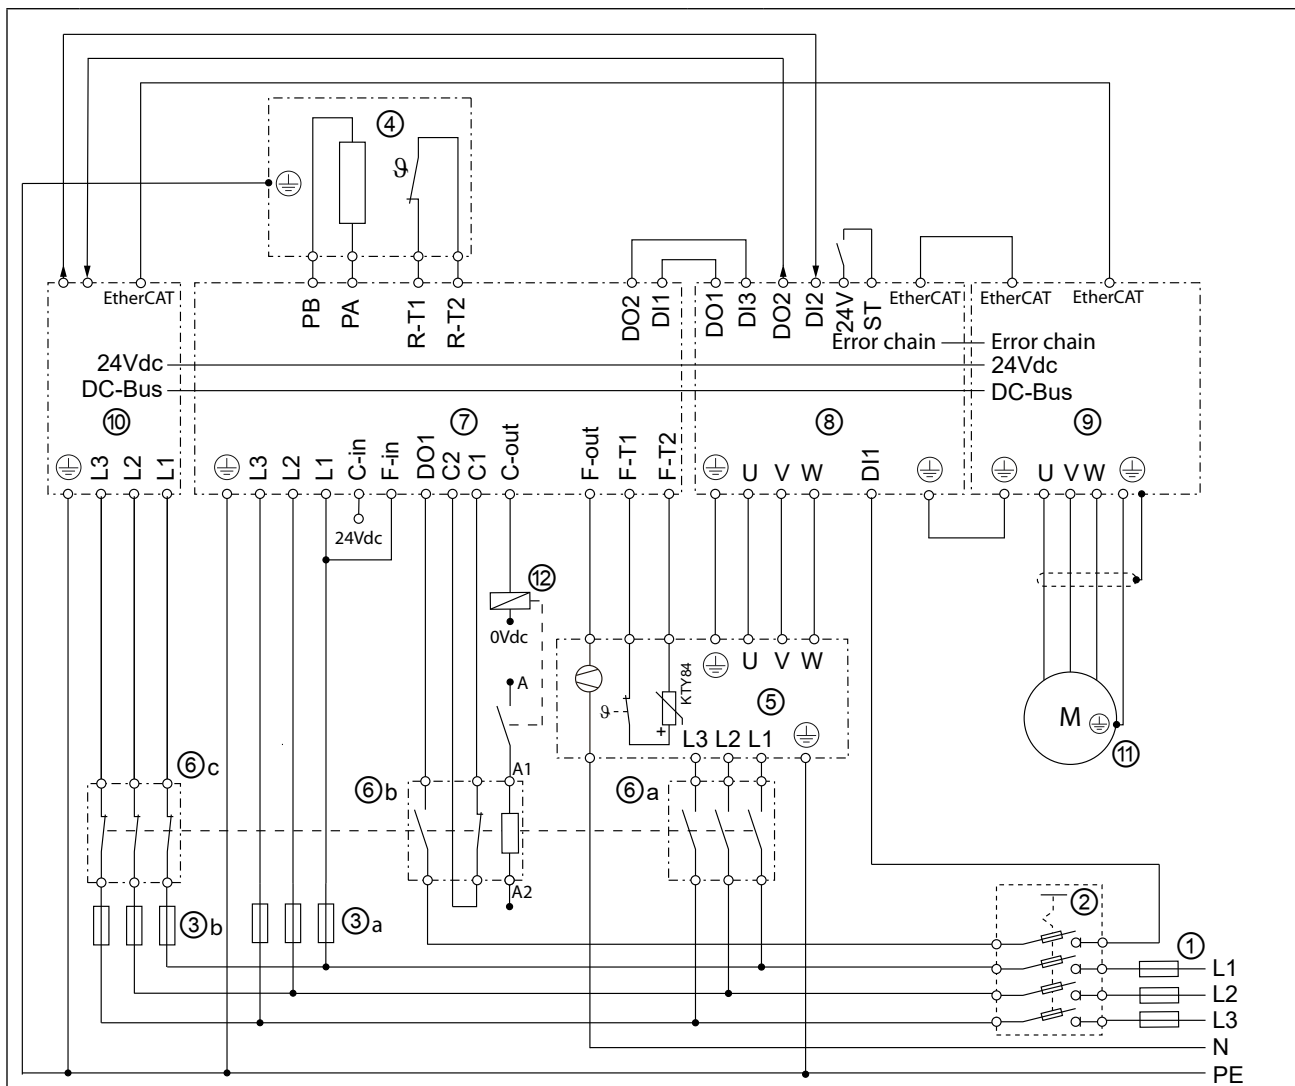 ④
ϑ
EtherCAT
PB
PA
R-T1
R-T2
DO2
DI1
DO1
DI3
DO2
DI2
24V
ST
EtherCAT
EtherCAT
EtherCAT
Error chain
Error chain
24Vdc
24Vdc
DC-Bus
DC-Bus
⑩
⑦
⑧
⑨
L3
L2
L1
L3
L2
L1
C-in
F-in
DO1
C2
C1
C-out
F-out
F-T1
F-T2
U
V
W
DI1
U
V
W
24Vdc
⑫
0Vdc
A
U
V
W
KTY84
ϑ
+
⑤
M
⑪
L3
L2
L1
⑥c
⑥b
A1
⑥a
A2
③b
③a
②
①
L1
L2
L3
N
PE